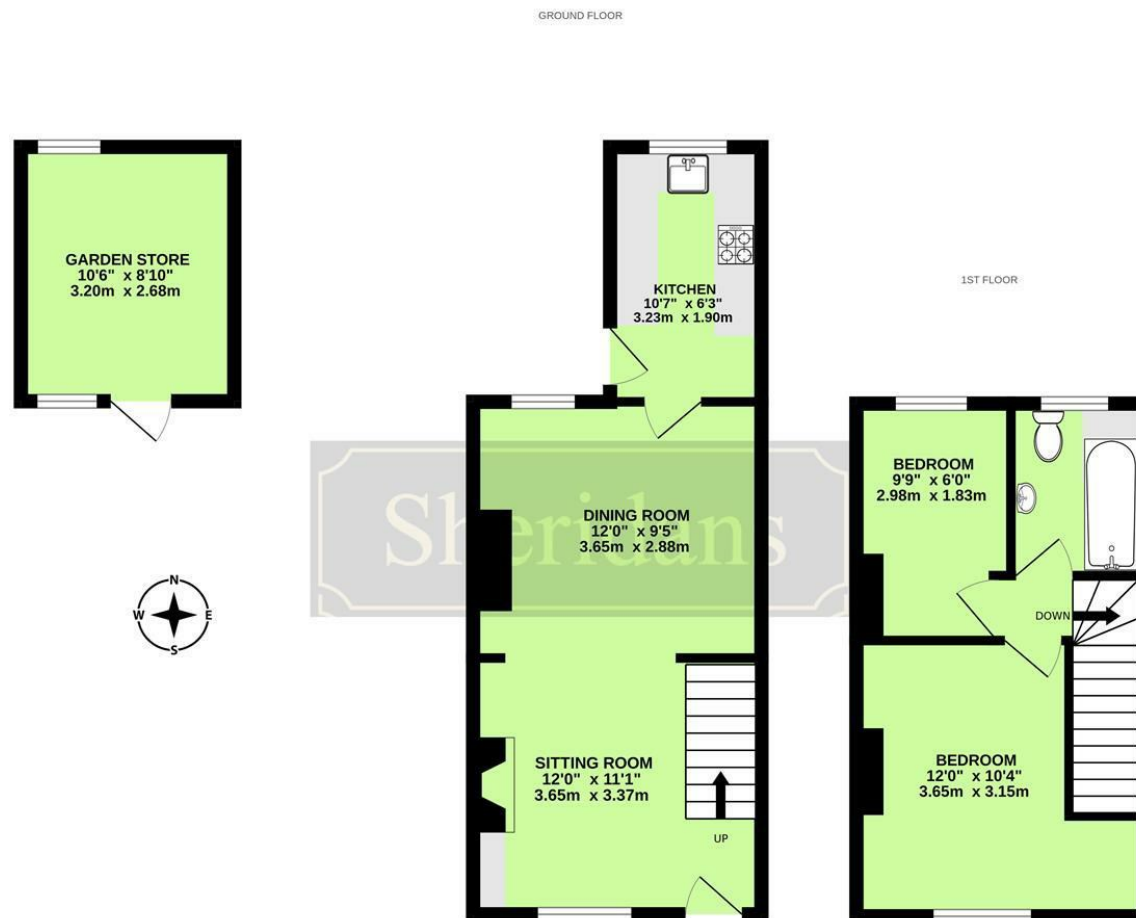 GROUND FLOOR
GARDEN STORE
10'6" x 8'10"
3.20m x 2.68m
KITCHEN
10'7" x 6'3"
3.23m x 1.90m
1ST FLOOR
BEDROOM
9'9" x 6'0"
2.98m x 1.83m
DINING ROOM
12'0" x 9'5"
3.65m x 2.88m
Sheridans
N
W E
S
DOWN
SITTING ROOM
12'0" x 11'1"
3.65m x 3.37m
UP
BEDROOM
12'0" x 10'4"
3.65m x 3.15m